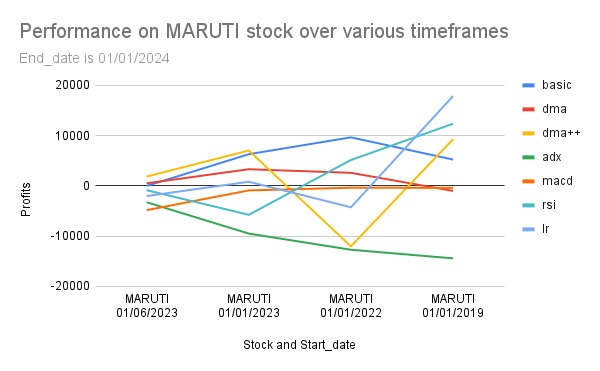 Performance on MARUTI stock over various timeframes
End_date is 01/01/2024
20000
10000
0
-10000
-20000
Profits
MARUTI
01/06/2023
MARUTI
01/01/2023
MARUTI
01/01/2022
MARUTI
01/01/2019
Stock and Start_date
basic
dma
dma++
adx
macd
rsi
lr